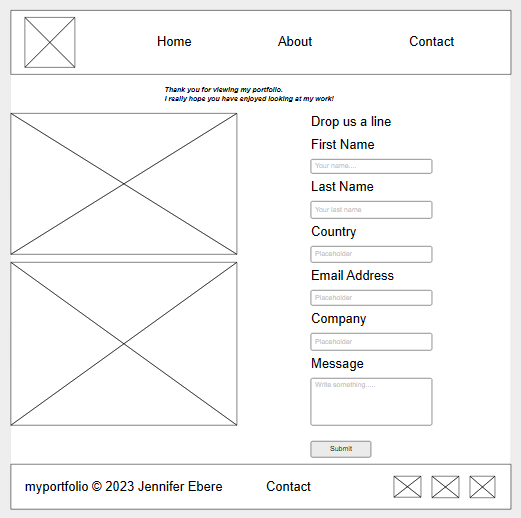 Home About Contact
Thank you for viewing my portfolio.
I really hope you have enjoyed looking at my work!
Drop us a line
First Name
Your name....
Last Name
Your last name
Country
Placeholder
Email Address
Placeholder
Company
Placeholder
Message
Write something.....
Submit
myportfolio © 2023 Jennifer Ebere Contact